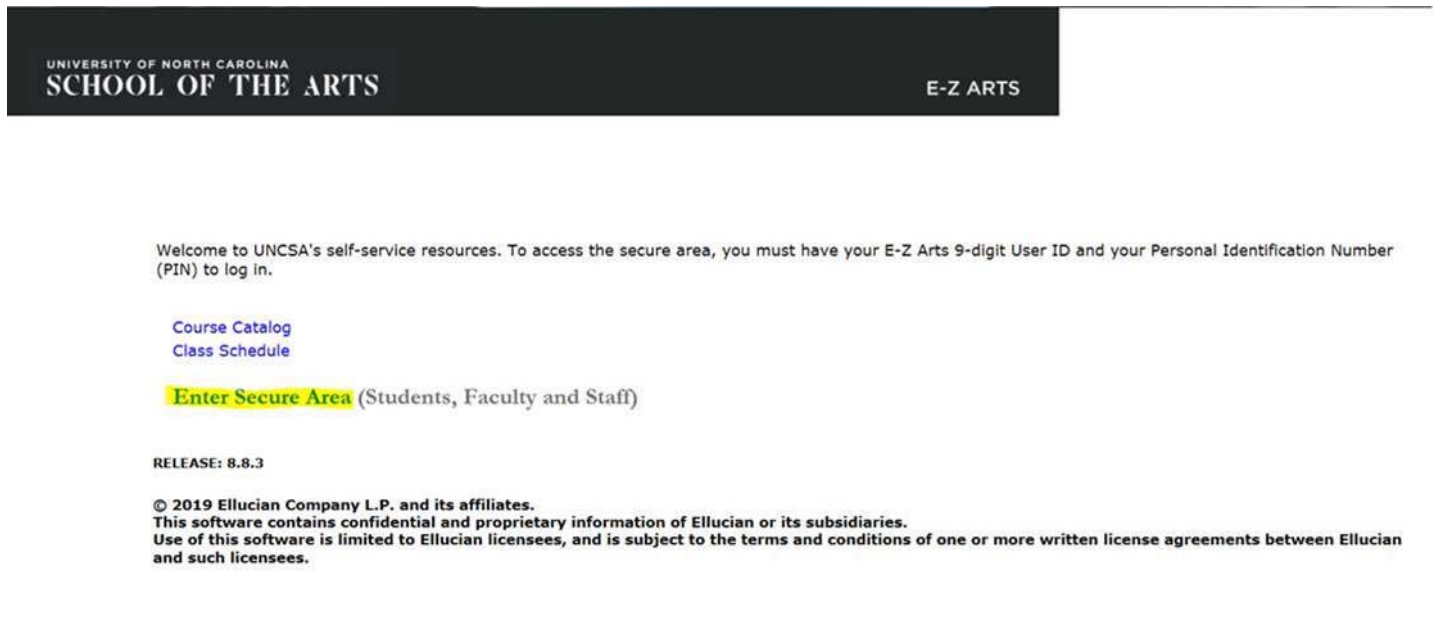 UNIVERSITY OF NORTH CAROLINA
SCHOOL OF THE ARTS
E-Z ARTS
Welcome to UNCSA's self-service resources. To access the secure area, you must have your E-Z Arts 9-digit User ID and your Personal Identification Number
(PIN) to log in.
Course Catalog
Class Schedule
Enter Secure Area (Students, Faculty and Staff)
RELEASE: 8.8.3
© 2019 Ellucian Company L.P. and its affiliates.
This software contains confidential and proprietary information of Ellucian or its subsidiaries.
Use of this software is limited to Ellucian licensees, and is subject to the terms and conditions of one or more written license agreements between Ellucian
and such licensees.